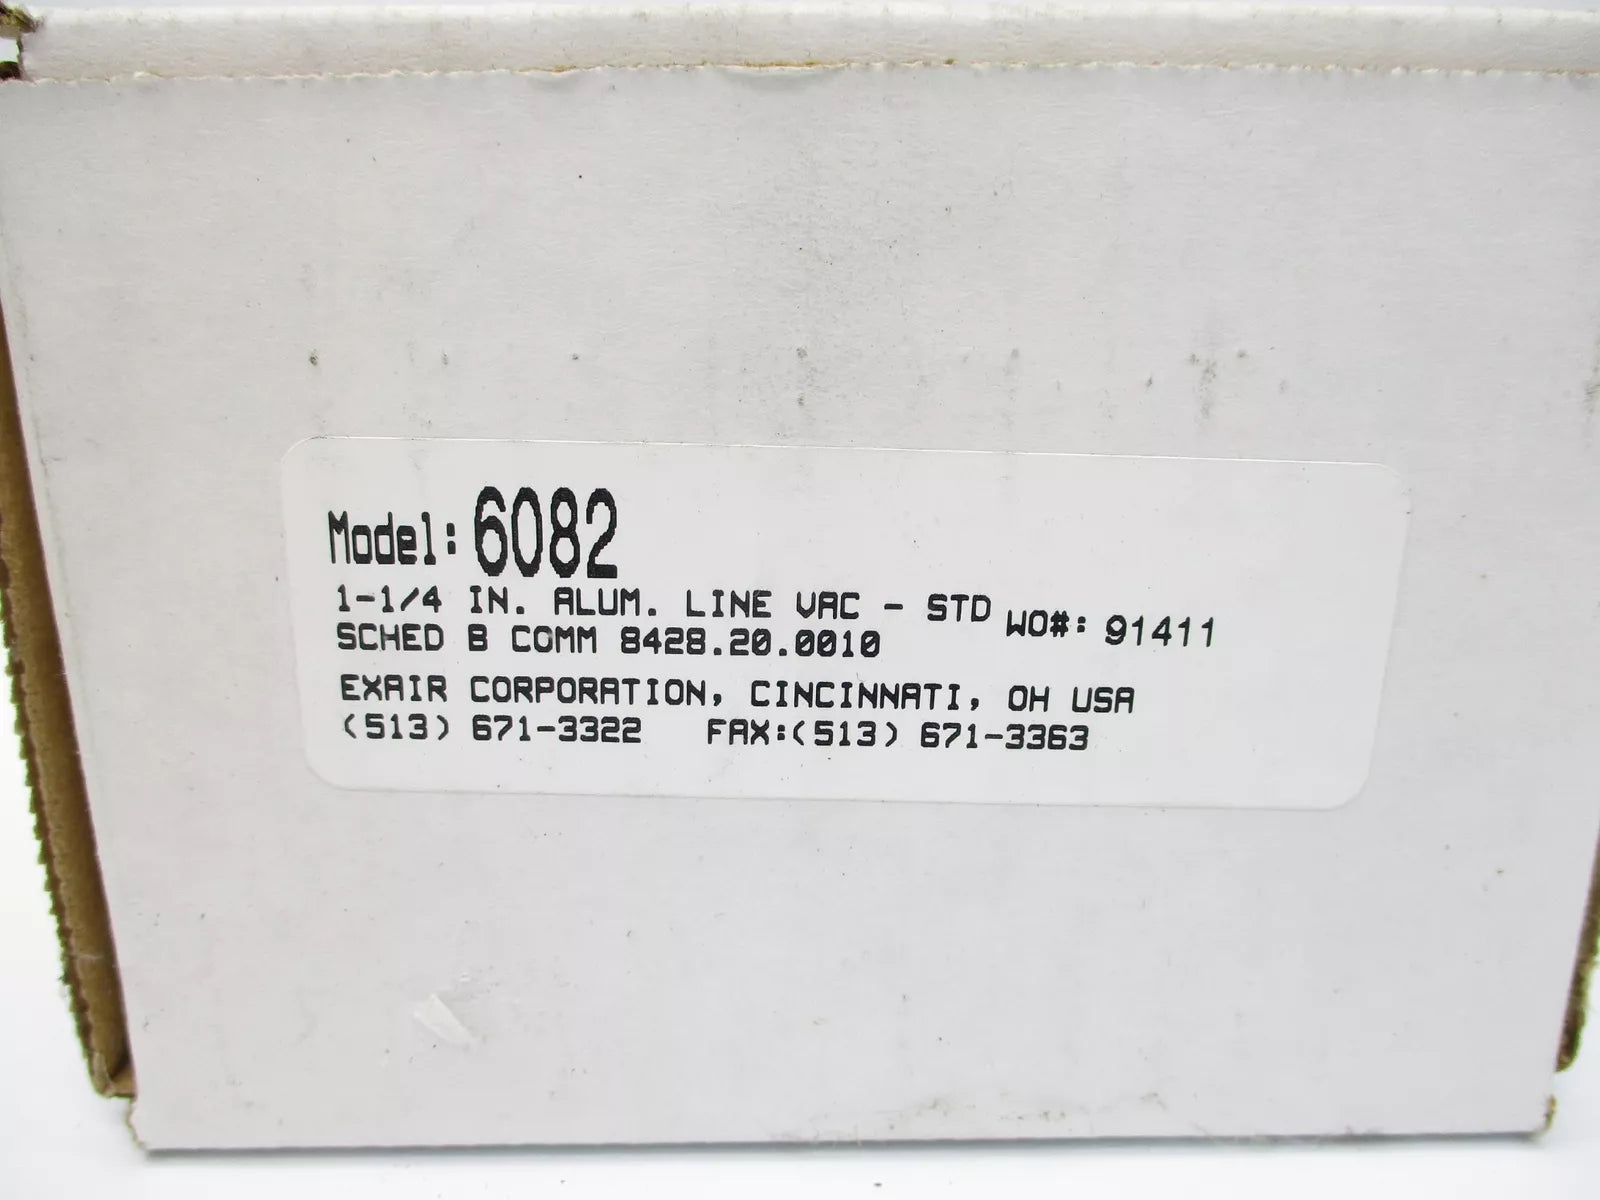 Model: 6082
1-1/4 IN. ALUM. LINE VAC - STD WO#: 91411
SCHED B COMM 8428.20.0010
EXAIR CORPORATION, CINCINNATI, OH USA
(513) 671-3322 FAX:(513) 671-3363